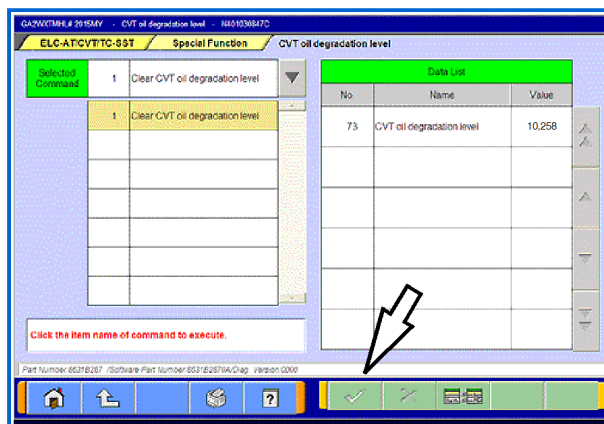 GA2WXTMHL# 2015MY - CVT oil degradation level - N401030847C
ELC-AT/CVT/TC-SST Special Function CVT oil degradation level
Selected Command 1 Clear CVT oil degradation level
1 Clear CVT oil degradation level
Data List
No. Name Value
73 CVT oil degradation level 10,258
Click the item name of command to execute.
Part Number 8631B287 /Software Part Number 8631B2879A/Diag. Version.0000
?